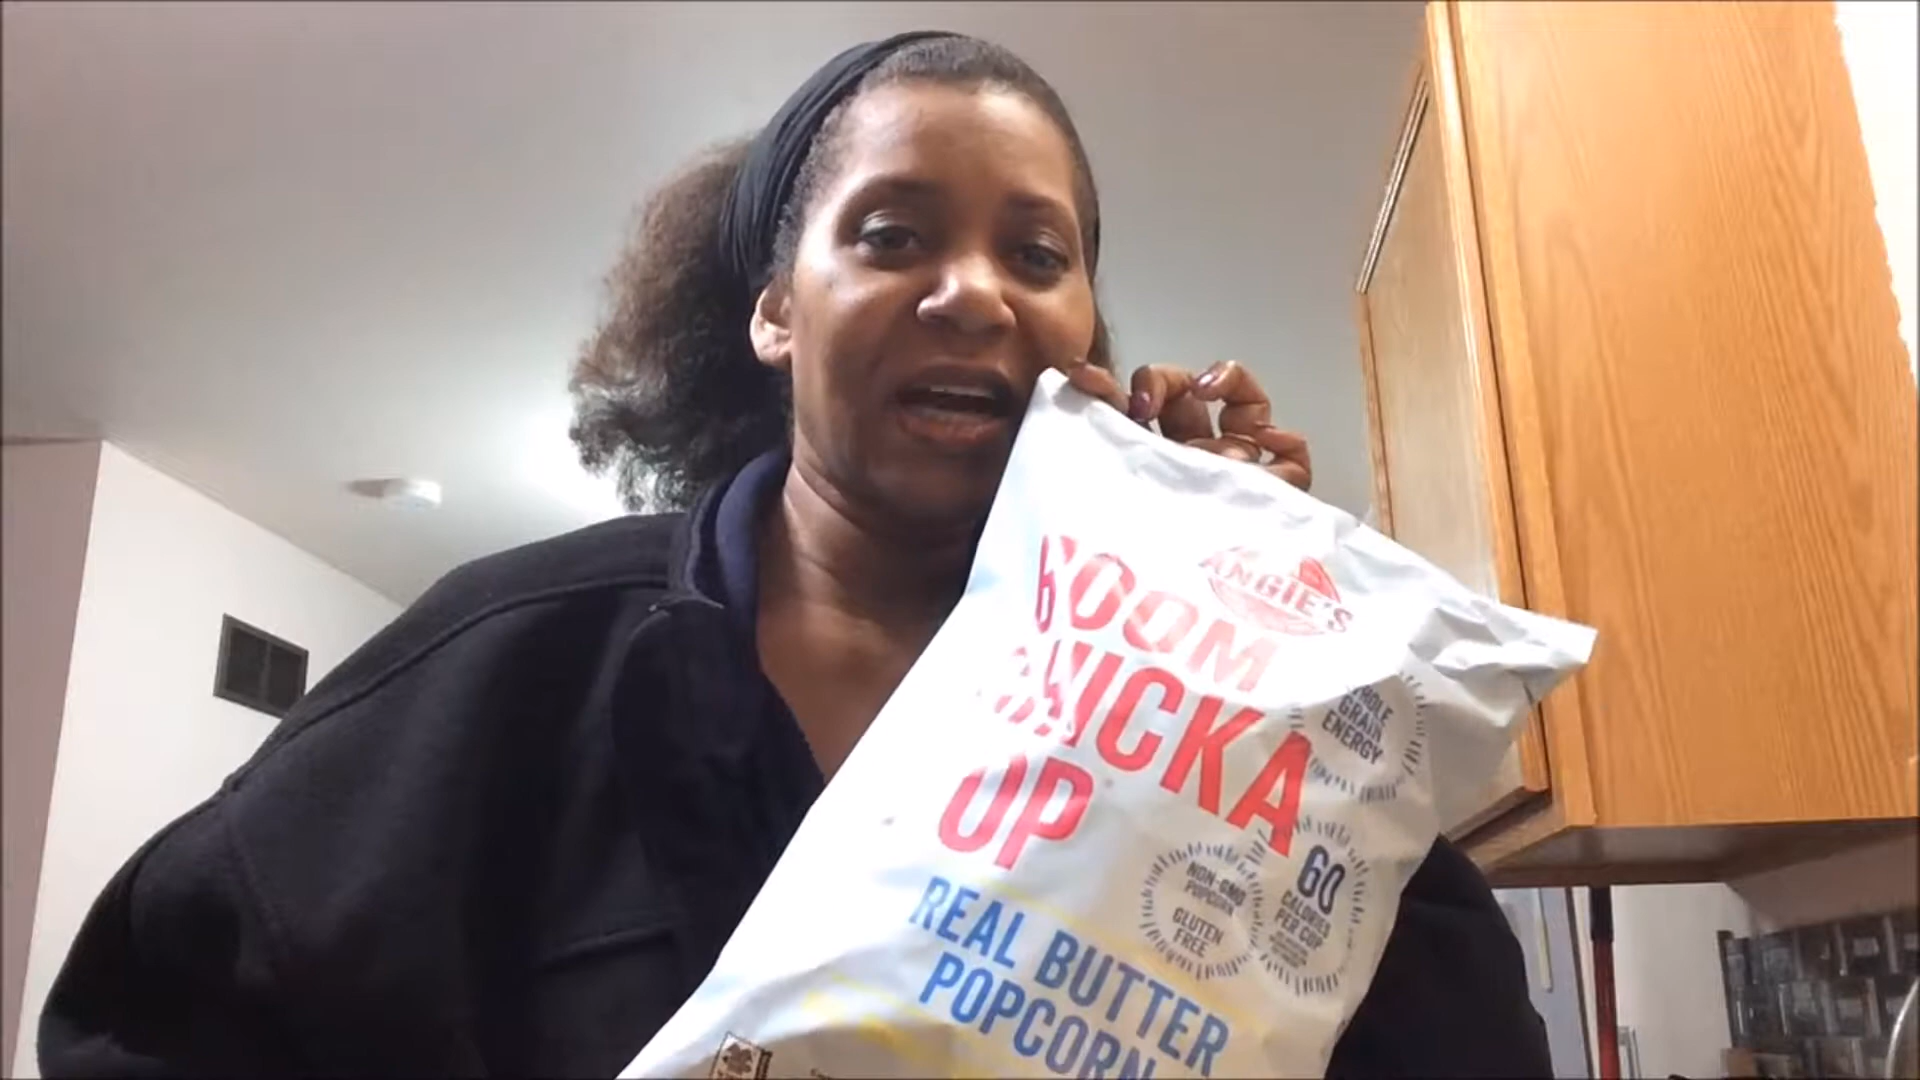 ANGIE'S
BOOM
CHICKA
POP
REAL BUTTER
POPCORN
WHOLE
GRAIN
ENERGY
NON-GMO
POPCORN
GLUTEN
FREE
60
CALORIES
PER CUP